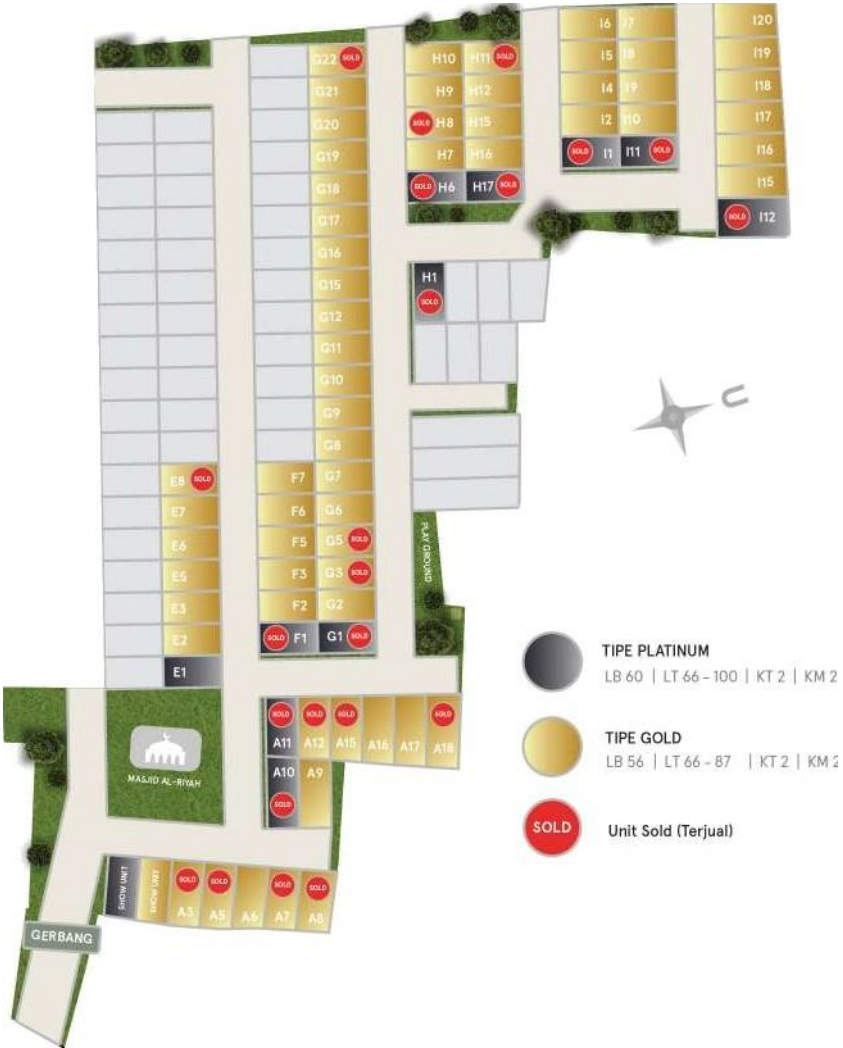 I6 I7
I20
G22 SOLD
H10 H11 SOLD
I5 I8
I19
G21
H9 H12
I4 I9
I18
G20
SOLD H8 H15
I2 I10
I17
G19
H7 H16
SOLD I1 I11 SOLD
I16
G18
SOLD H6 H17 SOLD
I15
G17
SOLD I12
G16
G15
H1
SOLD
G12
G11
G10
G9
G8
E8 SOLD
F7 G7
E7
F6 G6
E6
F5 G5 SOLD
PLAY GROUND
E5
F3 G3 SOLD
E3
F2 G2
E2
SOLD F1 G1 SOLD
E1
TIPE PLATINUM
LB 60 | LT 66 - 100 | KT 2 | KM 2
SOLD SOLD SOLD SOLD
A11 A12 A15 A16 A17 A18
TIPE GOLD
LB 56 | LT 66 - 87 | KT 2 | KM 2
MASJID AL-RIYAH
A10 A9
SOLD
SOLD
Unit Sold (Terjual)
SHOW UNIT
SHOW UNIT
SOLD SOLD SOLD SOLD
A3 A5 A6 A7 A8
GERBANG
U